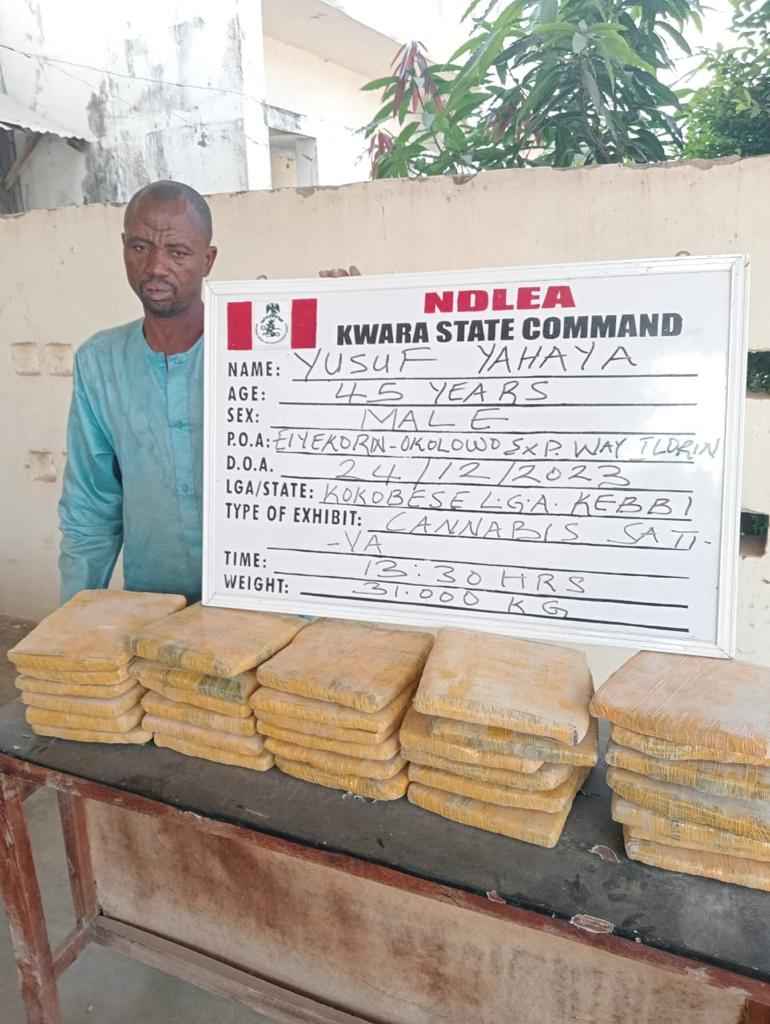 NDLEA
KWARA STATE COMMAND
NAME: YUSUF YAHAYA
AGE: 45 YEARS
SEX: MALE
P.O.A: EIYEKORIN-OKOLOWO EXP. WAY ILORIN
D.O.A. 24/12/2023
LGA/STATE: KOKOBESE L.G.A. KEBBI
TYPE OF EXHIBIT: CANNABIS SATI-
-VA
TIME: 13:30 HRS
WEIGHT: 31.000 KG